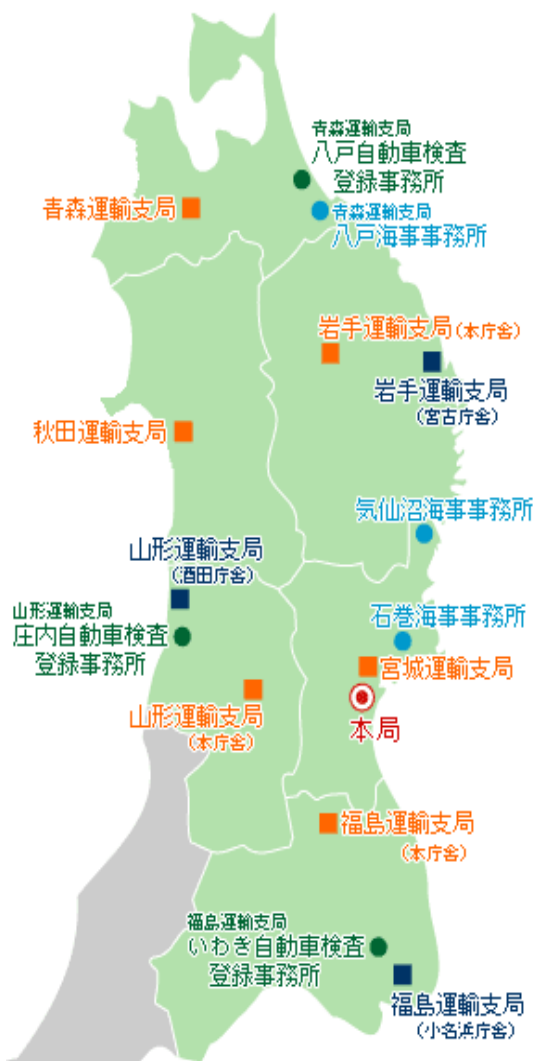 青森運輸支局
八戸自動車検査
登録事務所
青森運輸支局
青森運輸支局
八戸海事事務所
岩手運輸支局(本庁舎)
岩手運輸支局
(宮古庁舎)
秋田運輸支局
気仙沼海事事務所
山形運輸支局
(酒田庁舎)
山形運輸支局
庄内自動車検査
登録事務所
石巻海事事務所
宮城運輸支局
山形運輸支局
(本庁舎)
本局
福島運輸支局
(本庁舎)
福島運輸支局
いわき自動車検査
登録事務所
福島運輸支局
(小名浜庁舎)